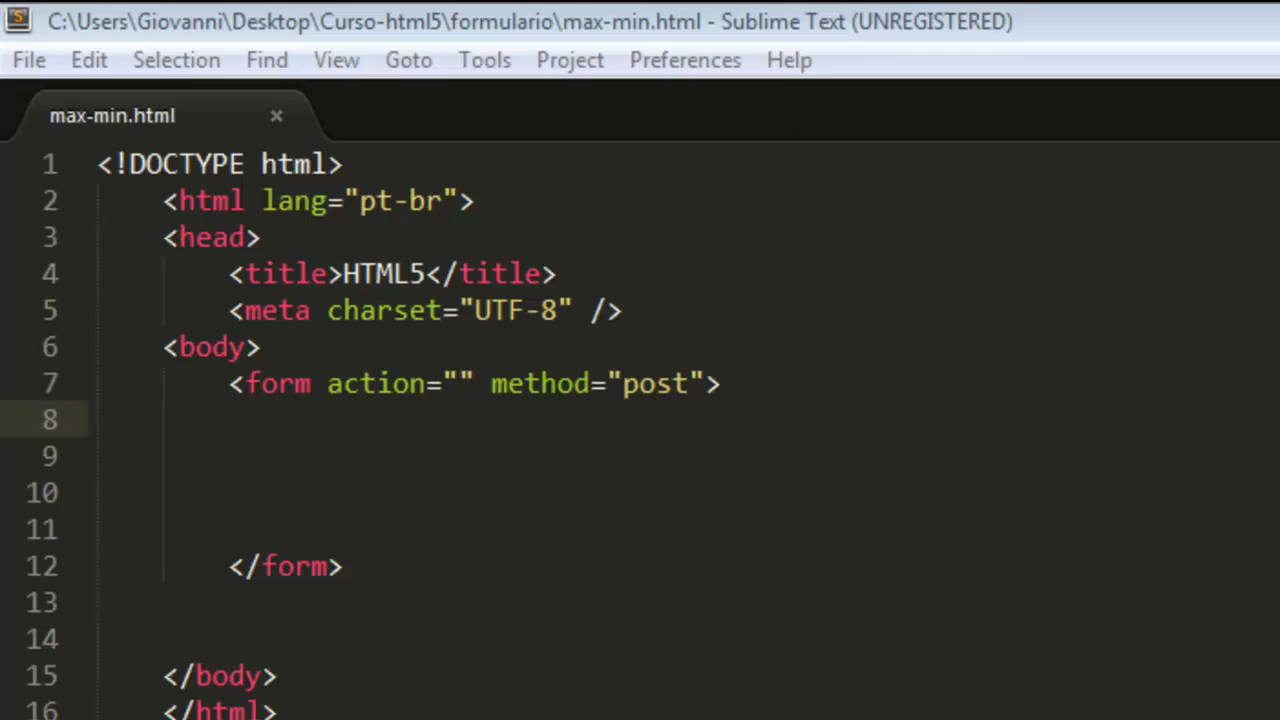 C:\Users\Giovanni\Desktop\Curso-html5\formulario\max-min.html - Sublime Text (UNREGISTERED)
File Edit Selection Find View Goto Tools Project Preferences Help
max-min.html ×
1 <!DOCTYPE html>
2 <html lang="pt-br">
3 <head>
4 <title>HTML5</title>
5 <meta charset="UTF-8" />
6 <body>
7 <form action="" method="post">
8
9
10
11
12 </form>
13
14
15 </body>
16 </html>